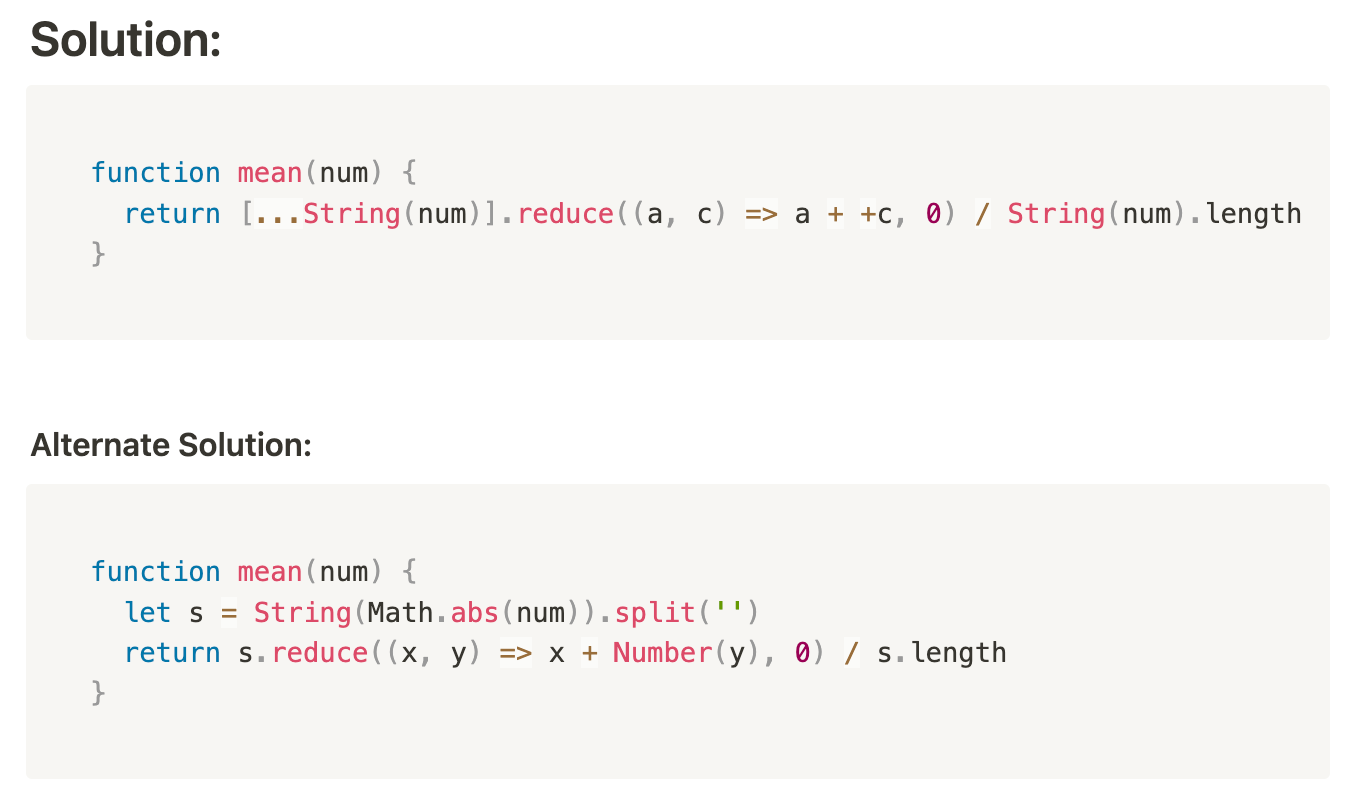 Solution:
function mean(num) {
  return [...String(num)].reduce((a, c) => a + +c, 0) / String(num).length
}
Alternate Solution:
function mean(num) {
  let s = String(Math.abs(num)).split('')
  return s.reduce((x, y) => x + Number(y), 0) / s.length
}